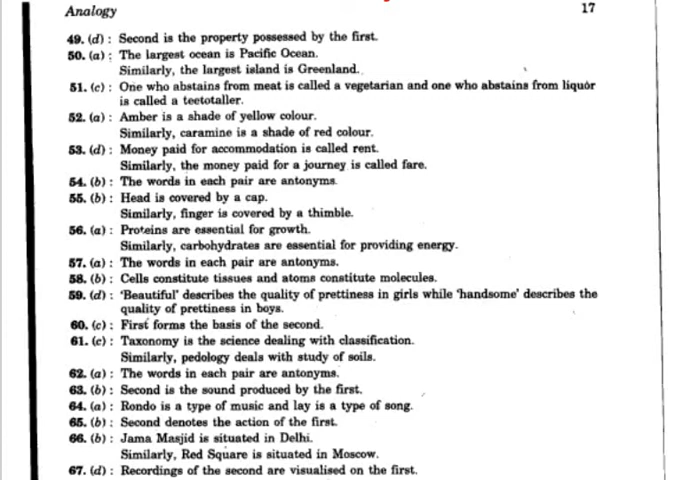 Analogy 17
49. (d) : Second is the property possessed by the first.
50. (a) : The largest ocean is Pacific Ocean.
Similarly, the largest island is Greenland.
51. (c) : One who abstains from meat is called a vegetarian and one who abstains from liquor
is called a teetotaller.
52. (a) : Amber is a shade of yellow colour.
Similarly, caramine is a shade of red colour.
53. (d) : Money paid for accommodation is called rent.
Similarly, the money paid for a journey is called fare.
54. (b) : The words in each pair are antonyms.
55. (b) : Head is covered by a cap.
Similarly, finger is covered by a thimble.
56. (a) : Proteins are essential for growth.
Similarly, carbohydrates are essential for providing energy.
57. (a) : The words in each pair are antonyms.
58. (b) : Cells constitute tissues and atoms constitute molecules.
59. (d) : 'Beautiful' describes the quality of prettiness in girls while 'handsome' describes the
quality of prettiness in boys.
60. (c) : First forms the basis of the second.
61. (c) : Taxonomy is the science dealing with classification.
Similarly, pedology deals with study of soils.
62. (a) : The words in each pair are antonyms.
63. (b) : Second is the sound produced by the first.
64. (a) : Rondo is a type of music and lay is a type of song.
65. (b) : Second denotes the action of the first.
66. (b) : Jama Masjid is situated in Delhi.
Similarly, Red Square is situated in Moscow.
67. (d) : Recordings of the second are visualised on the first.